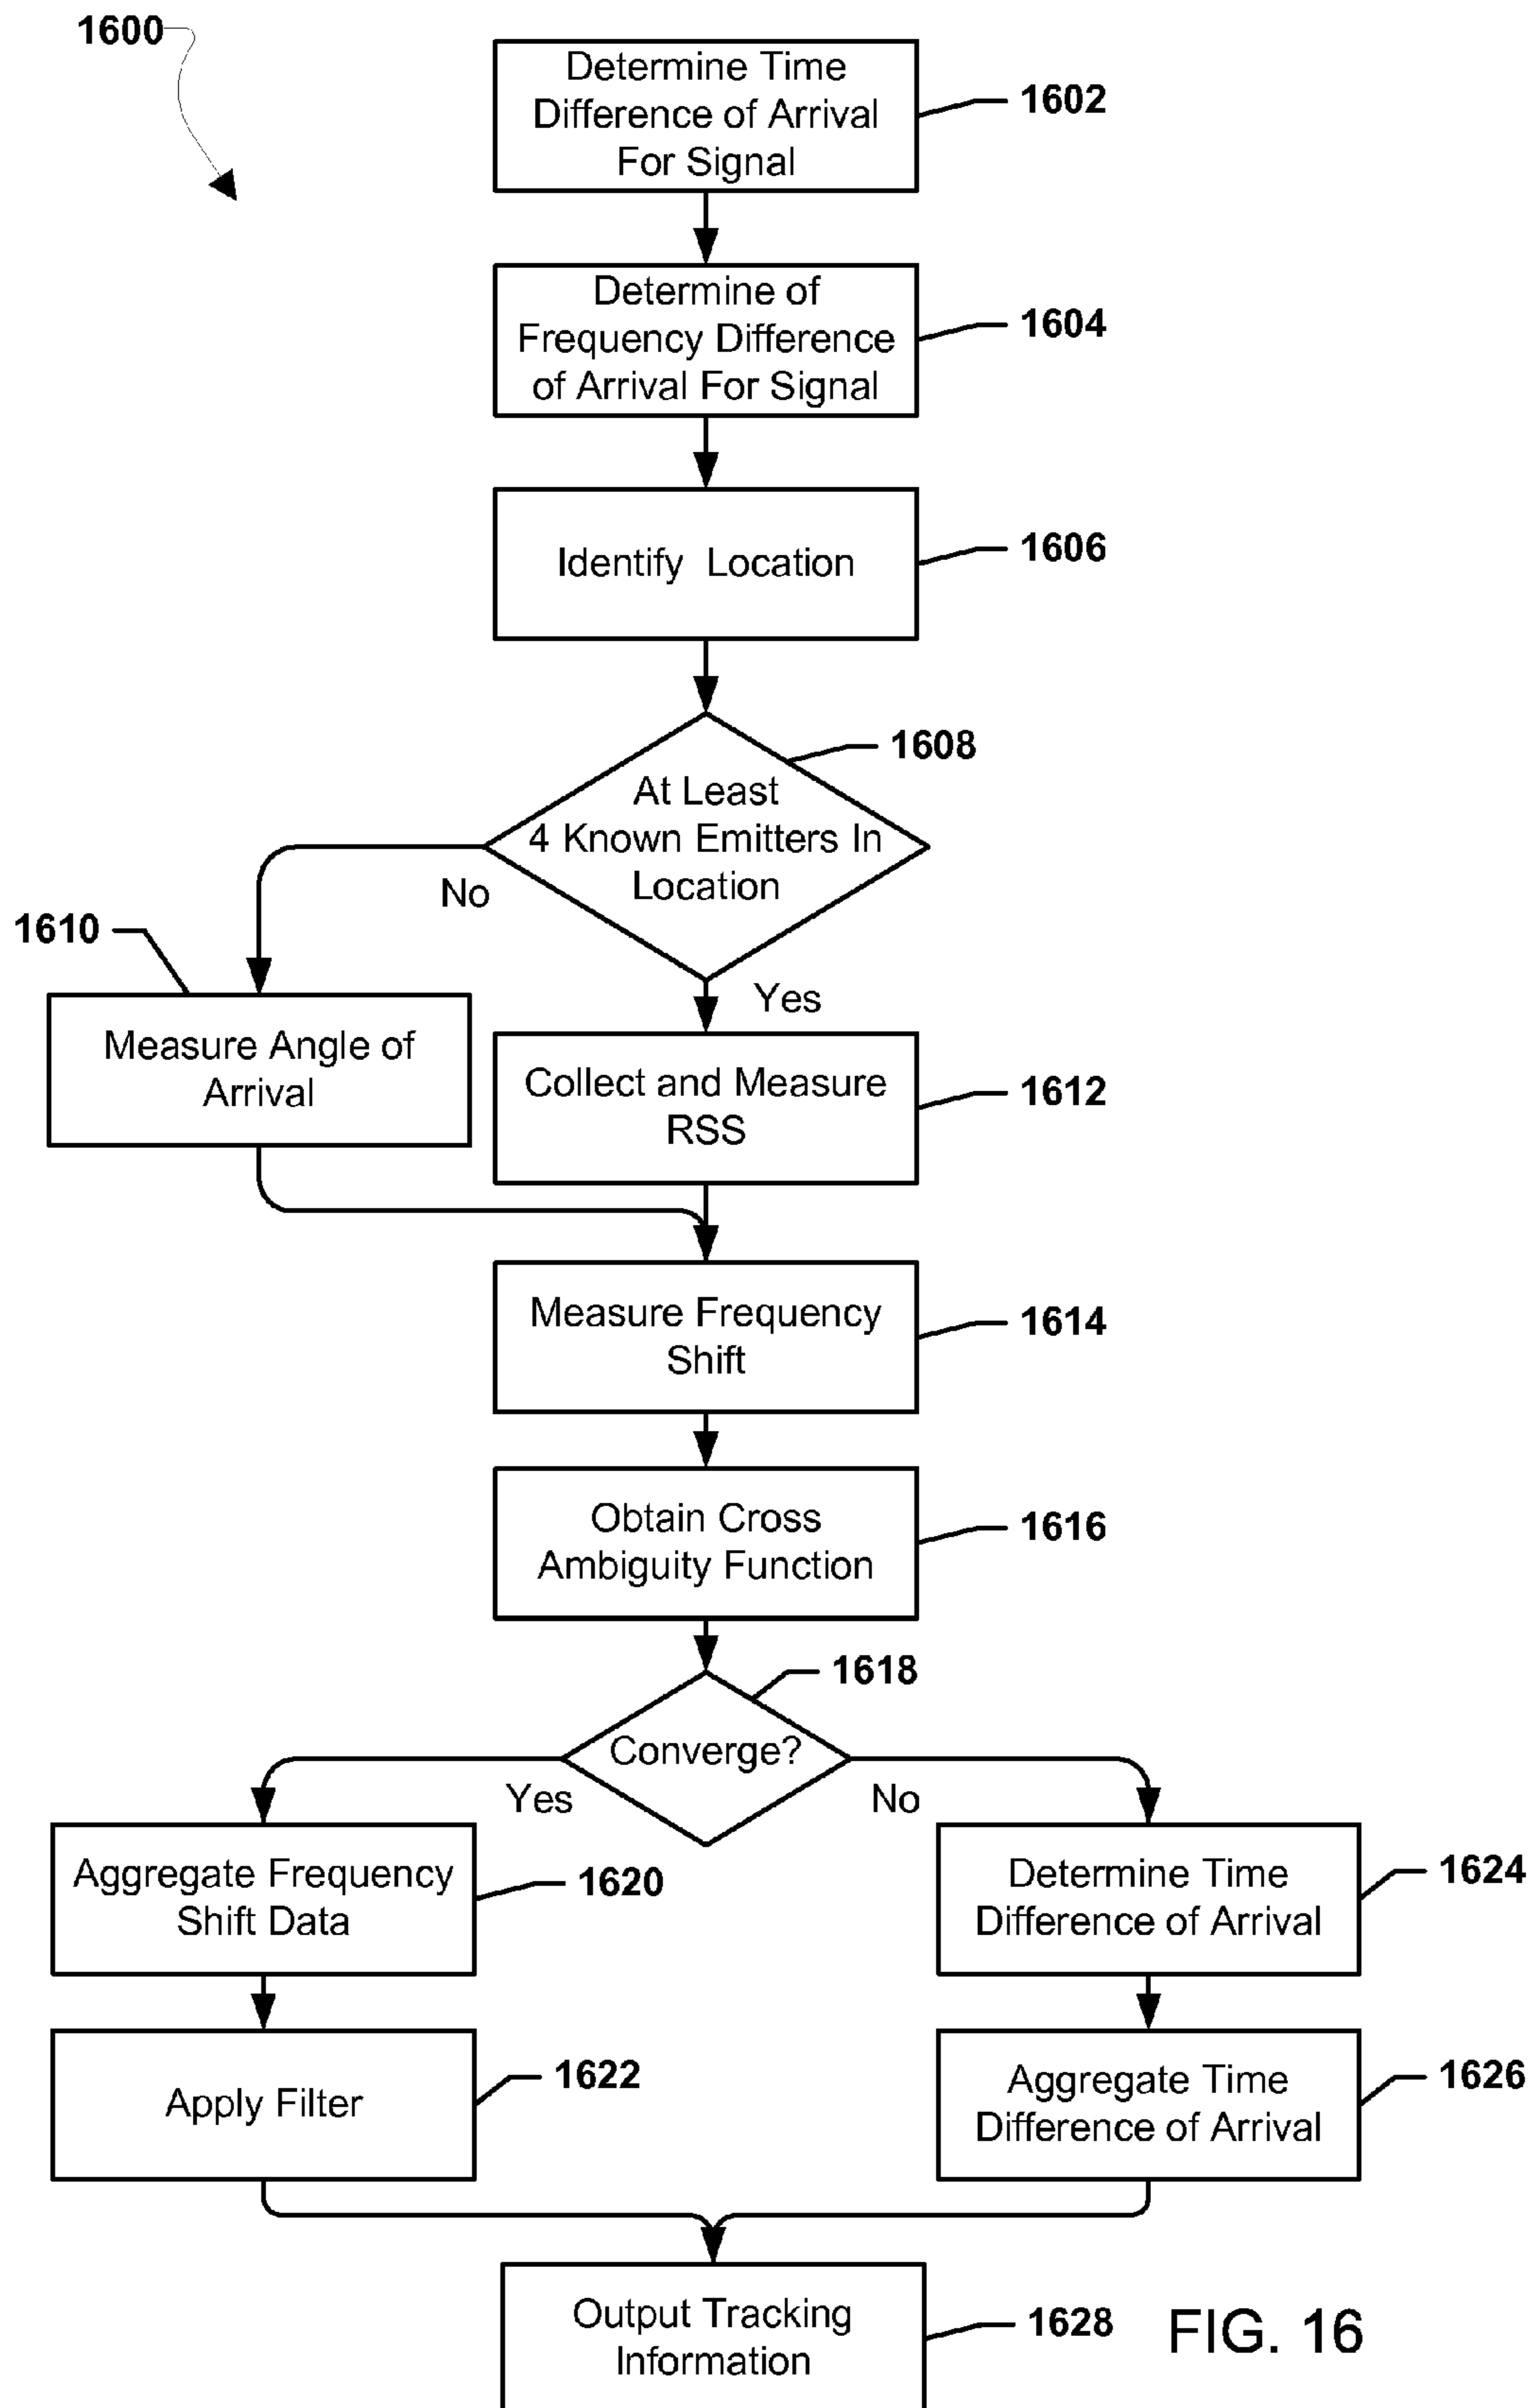 1600
Determine Time
Difference of Arrival
For Signal
1602
Determine of
Frequency Difference
of Arrival For Signal
1604
Identify Location
1606
At Least
4 Known Emitters In
Location
1608
No
Yes
1610
Measure Angle of
Arrival
Collect and Measure
RSS
1612
Measure Frequency
Shift
1614
Obtain Cross
Ambiguity Function
1616
Converge?
1618
Yes
No
Aggregate Frequency
Shift Data
1620
Determine Time
Difference of Arrival
1624
Apply Filter
1622
Aggregate Time
Difference of Arrival
1626
Output Tracking
Information
1628
FIG. 16